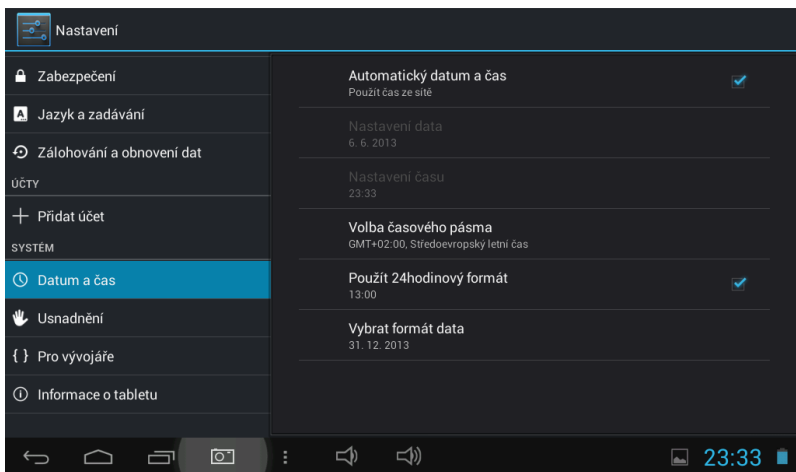 Nastavení
Zabezpečení
Jazyk a zadávání
Zálohování a obnovení dat
ÚČTY
Přidat účet
SYSTÉM
Datum a čas
Usnadnění
{ } Pro vývojáře
Informace o tabletu
Automatický datum a čas
Použít čas ze sítě
Nastavení data
6. 6. 2013
Nastavení času
23:33
Volba časového pásma
GMT+02:00, Středoevropský letní čas
Použít 24hodinový formát
13:00
Vybrat formát data
31. 12. 2013
23:33